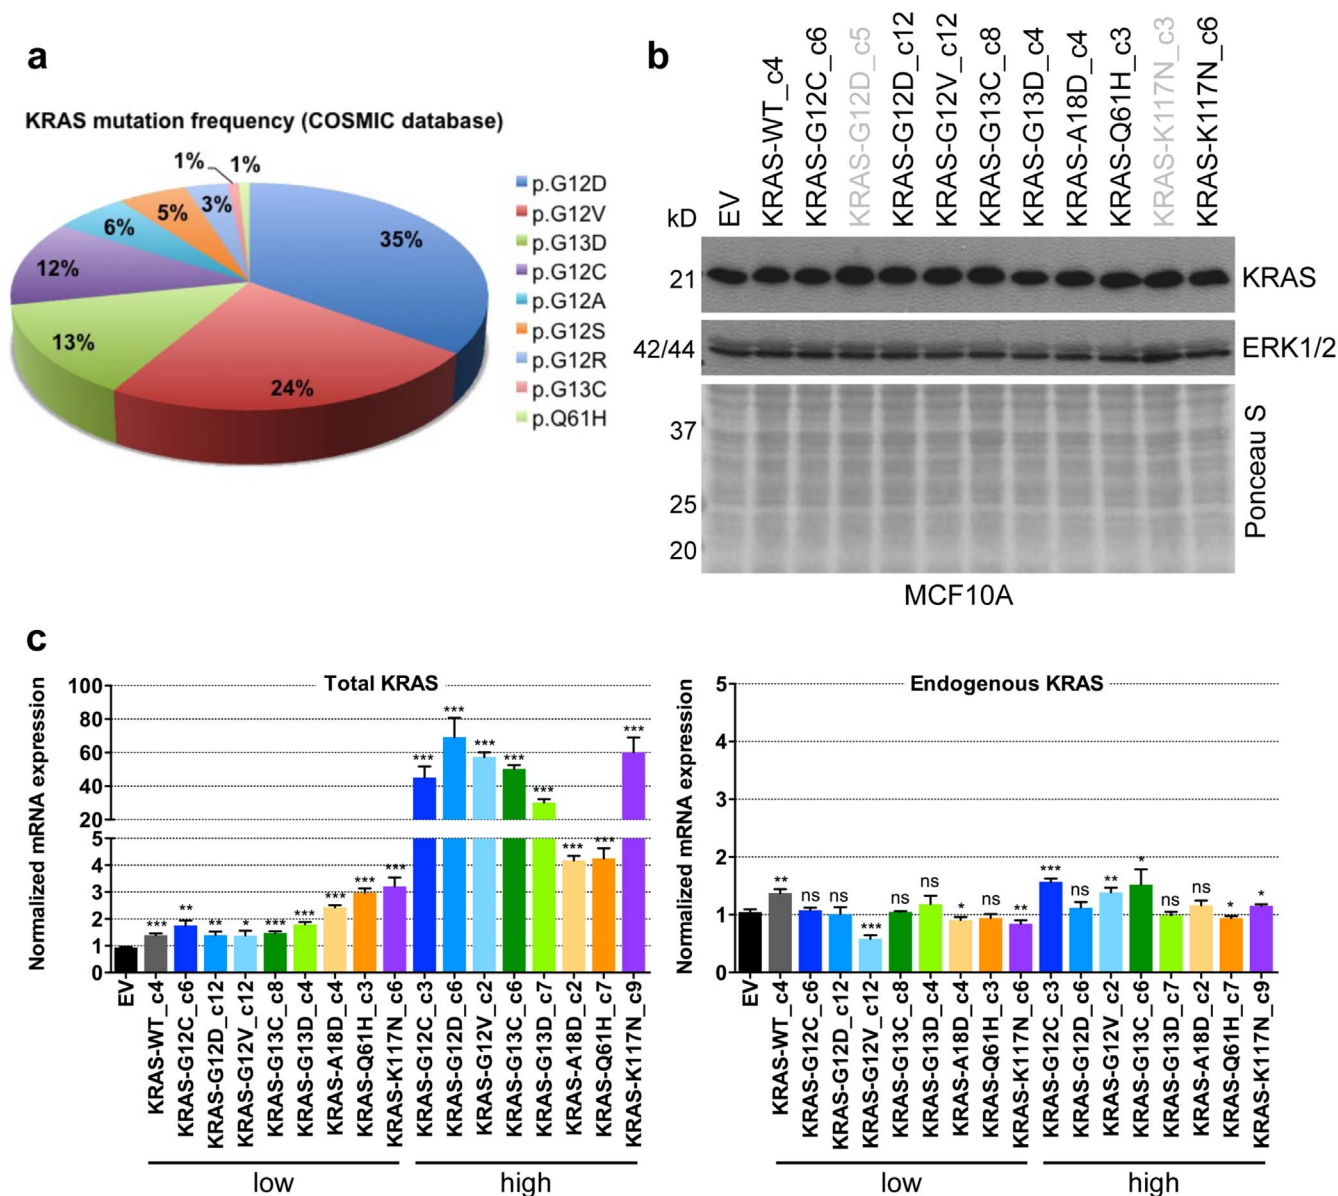 a
KRAS mutation frequency (COSMIC database)
1% 1%
3%
5%
6%
12%
13%
24%
35%
p.G12D
p.G12V
p.G13D
p.G12C
p.G12A
p.G12S
p.G12R
p.G13C
p.Q61H
b
kD
EV
KRAS-WT_c4
KRAS-G12C_c6
KRAS-G12D_c5
KRAS-G12D_c12
KRAS-G12V_c12
KRAS-G13C_c8
KRAS-G13D_c4
KRAS-A18D_c4
KRAS-Q61H_c3
KRAS-K117N_c3
KRAS-K117N_c6
21 KRAS
42/44 ERK1/2
37
25
20
Ponceau S
MCF10A
c
Total KRAS
Normalized mRNA expression
100
80
60
40
20
5
4
3
2
1
0
*** ** ** * *** *** *** *** *** *** *** *** *** *** *** *** ***
EV
KRAS-WT_c4
KRAS-G12C_c6
KRAS-G12D_c12
KRAS-G12V_c12
KRAS-G13C_c8
KRAS-G13D_c4
KRAS-A18D_c4
KRAS-Q61H_c3
KRAS-K117N_c6
KRAS-G12C_c3
KRAS-G12D_c6
KRAS-G12V_c2
KRAS-G13C_c6
KRAS-G13D_c7
KRAS-A18D_c2
KRAS-Q61H_c7
KRAS-K117N_c9
low high
Endogenous KRAS
Normalized mRNA expression
5
4
3
2
1
0
** ns ns *** ns ns * ns ** *** ns ** * ns ns * *
EV
KRAS-WT_c4
KRAS-G12C_c6
KRAS-G12D_c12
KRAS-G12V_c12
KRAS-G13C_c8
KRAS-G13D_c4
KRAS-A18D_c4
KRAS-Q61H_c3
KRAS-K117N_c6
KRAS-G12C_c3
KRAS-G12D_c6
KRAS-G12V_c2
KRAS-G13C_c6
KRAS-G13D_c7
KRAS-A18D_c2
KRAS-Q61H_c7
KRAS-K117N_c9
low high